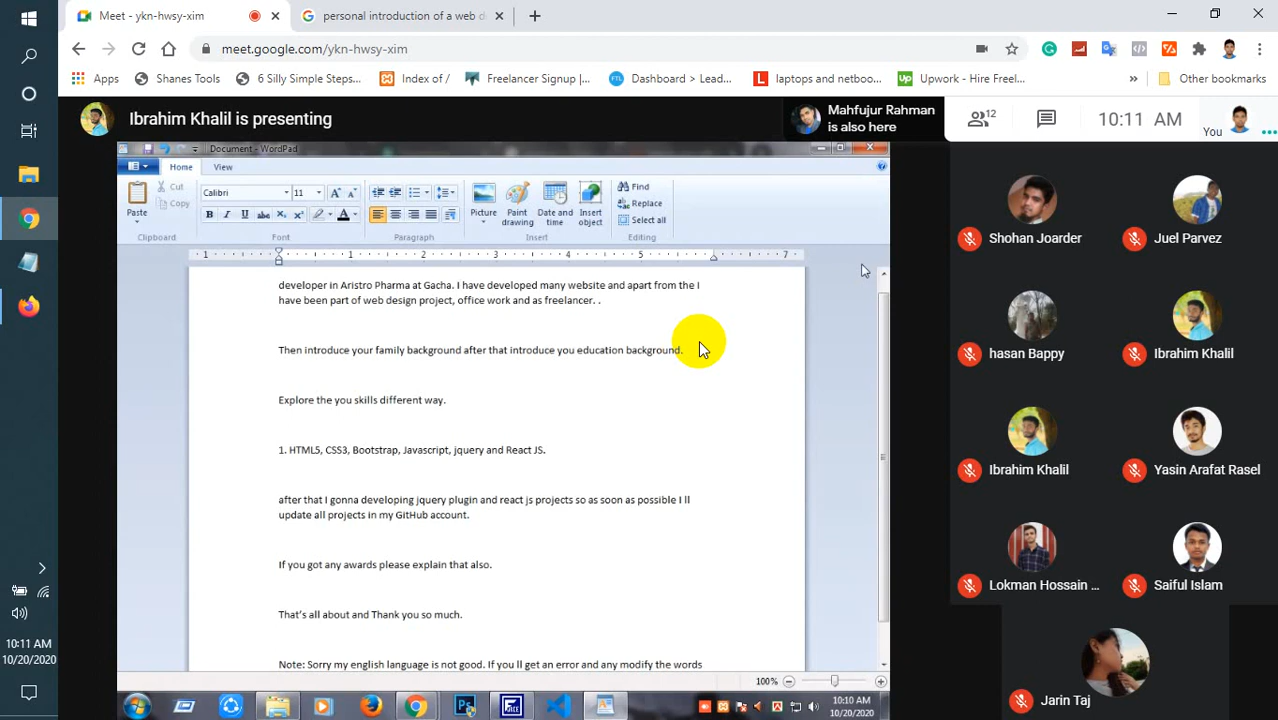 Meet - ykn-hwsy-xim
personal introduction of a web d
meet.google.com/ykn-hwsy-xim
Apps
Shanes Tools
6 Silly Simple Steps...
Index of /
Freelancer Signup |...
Dashboard > Lead...
laptops and netboo...
Upwork - Hire Freel...
Other bookmarks
Ibrahim Khalil is presenting
Mahfujur Rahman
is also here
12
10:11 AM
You
Document - WordPad
Home
View
Paste
Cut
Copy
Calibri
11
Picture
Paint
drawing
Date and
time
Insert
object
Find
Replace
Select all
Clipboard
Font
Paragraph
Insert
Editing
1 1 2 3 4 5 7
developer in Aristro Pharma at Gacha. I have developed many website and apart from the I
have been part of web design project, office work and as freelancer. .
Then introduce your family background after that introduce you education background.
Explore the you skills different way.
1. HTML5, CSS3, Bootstrap, Javascript, jquery and React JS.
after that I gonna developing jquery plugin and react js projects so as soon as possible I ll
update all projects in my GitHub account.
If you got any awards please explain that also.
That's all about and Thank you so much.
Note: Sorry my english language is not good. If you ll get an error and any modify the words
100%
10:10 AM
10/20/2020
Shohan Joarder
Juel Parvez
hasan Bappy
Ibrahim Khalil
Ibrahim Khalil
Yasin Arafat Rasel
Lokman Hossain ...
Saiful Islam
Jarin Taj
10:11 AM
10/20/2020